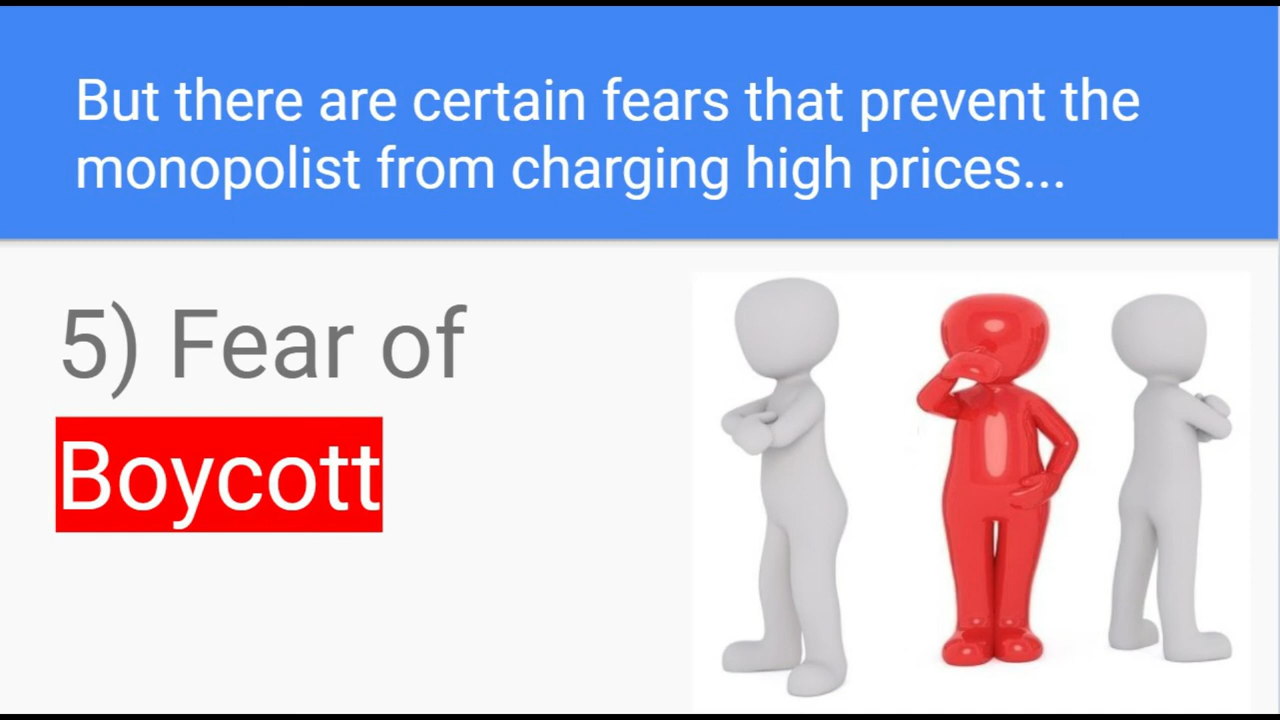 But there are certain fears that prevent the
monopolist from charging high prices...
5) Fear of
Boycott